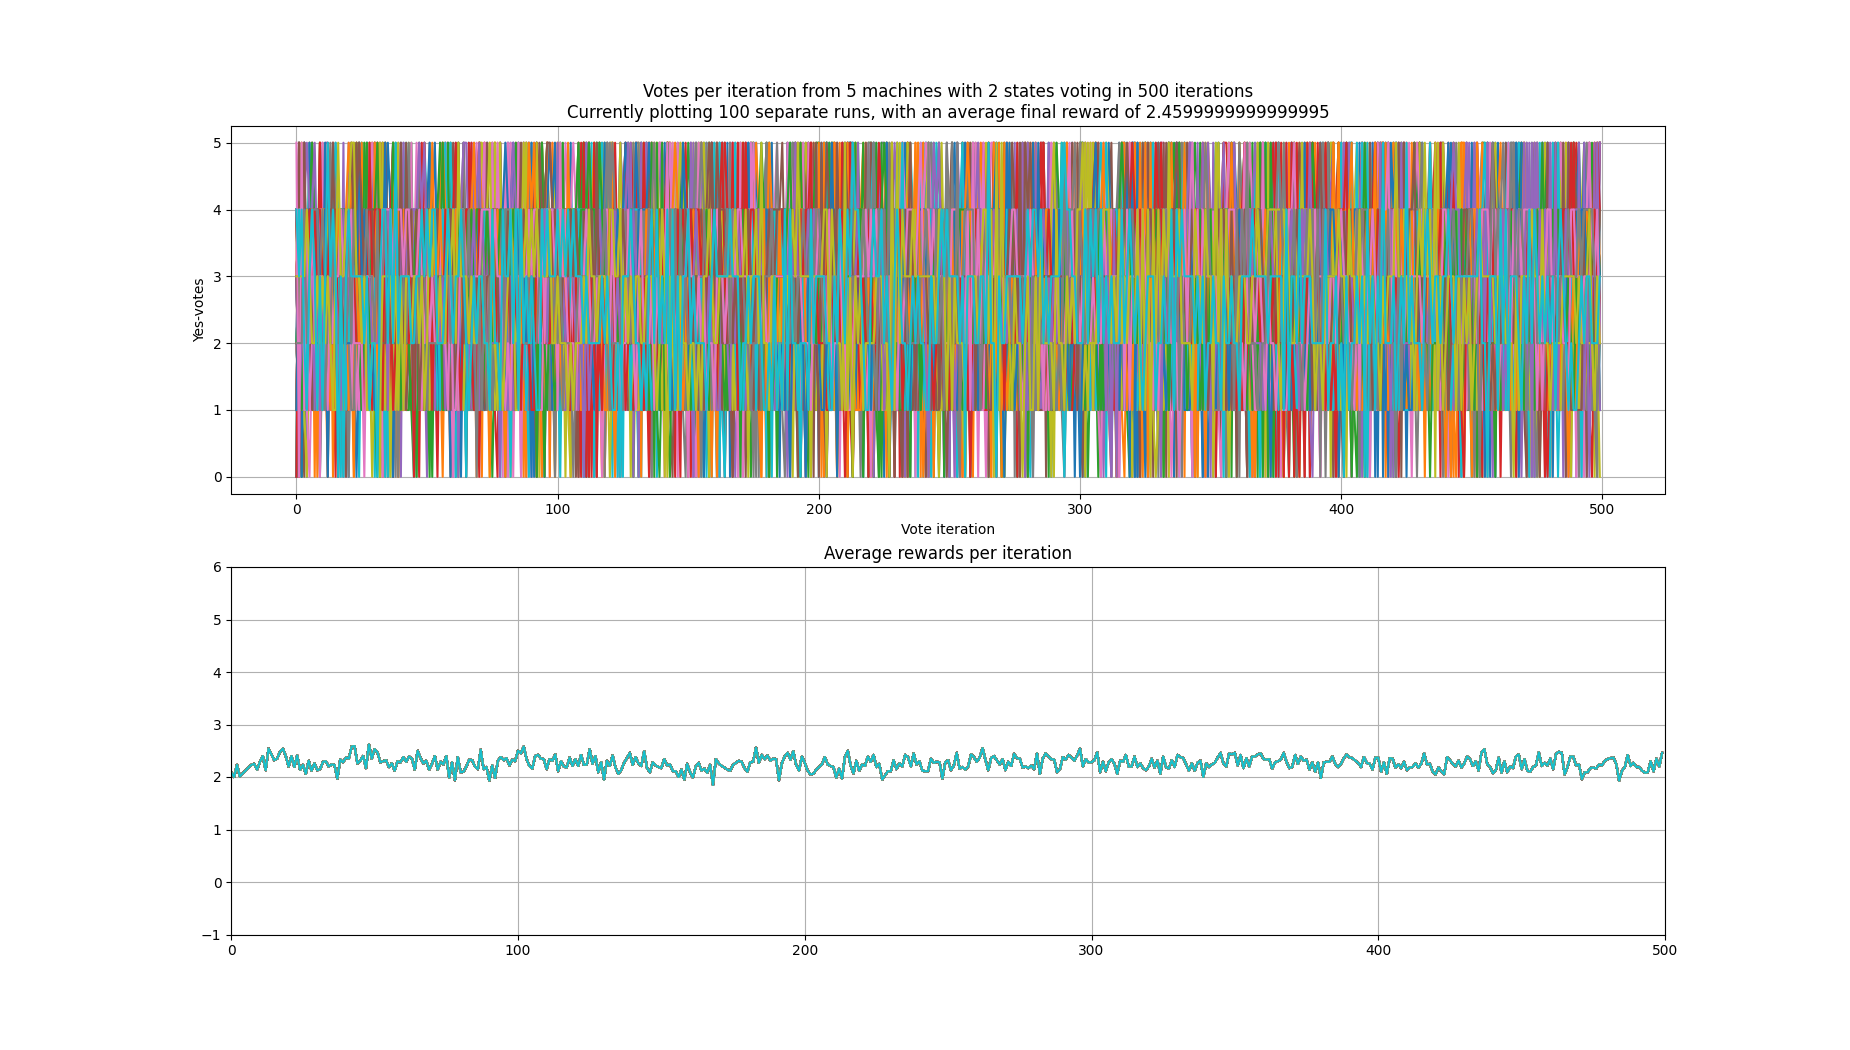 Votes per iteration from 5 machines with 2 states voting in 500 iterations
Currently plotting 100 separate runs, with an average final reward of 2.4599999999999995
5
4
3
2
1
0
Yes-votes
0 100 200 300 400 500
Vote iteration
Average rewards per iteration
6
5
4
3
2
1
0
−1
0 100 200 300 400 500